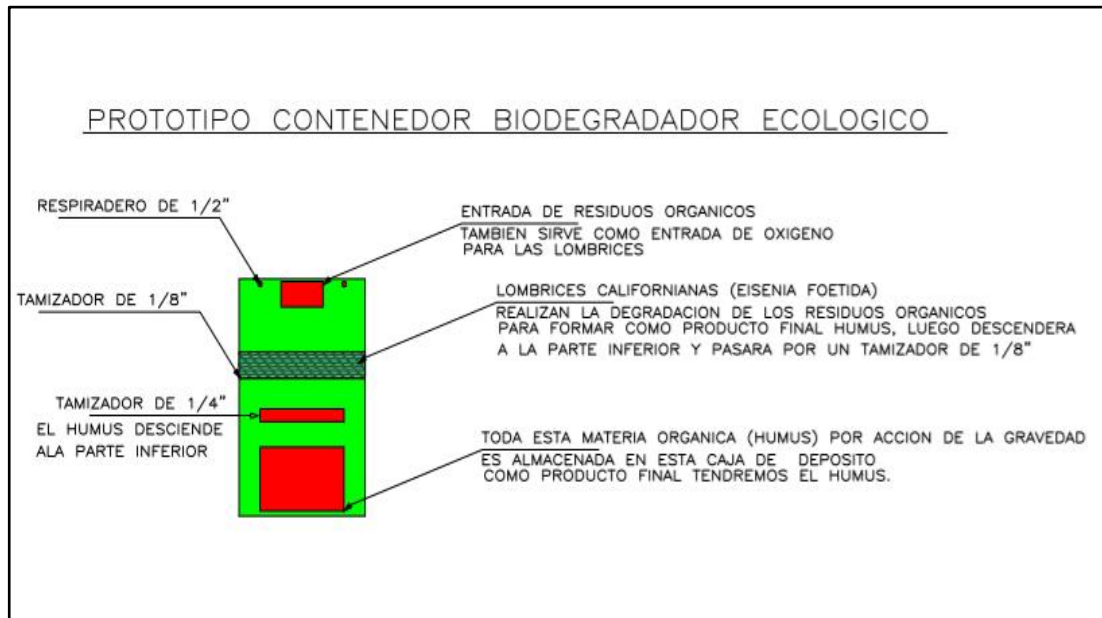 PROTOTIPO CONTENEDOR BIODEGRADADOR ECOLOGICO
RESPIRADERO DE 1/2"
ENTRADA DE RESIDUOS ORGANICOS
TAMBIEN SIRVE COMO ENTRADA DE OXIGENO
PARA LAS LOMBRICES
TAMIZADOR DE 1/8"
LOMBRICES CALIFORNIANAS (EISENIA FOETIDA)
REALIZAN LA DEGRADACION DE LOS RESIDUOS ORGANICOS
PARA FORMAR COMO PRODUCTO FINAL HUMUS, LUEGO DESCENDERA
A LA PARTE INFERIOR Y PASARA POR UN TAMIZADOR DE 1/8"
TAMIZADOR DE 1/4"
EL HUMUS DESCIENDE
ALA PARTE INFERIOR
TODA ESTA MATERIA ORGANICA (HUMUS) POR ACCION DE LA GRAVEDAD
ES ALMACENADA EN ESTA CAJA DE DEPOSITO
COMO PRODUCTO FINAL TENDREMOS EL HUMUS.